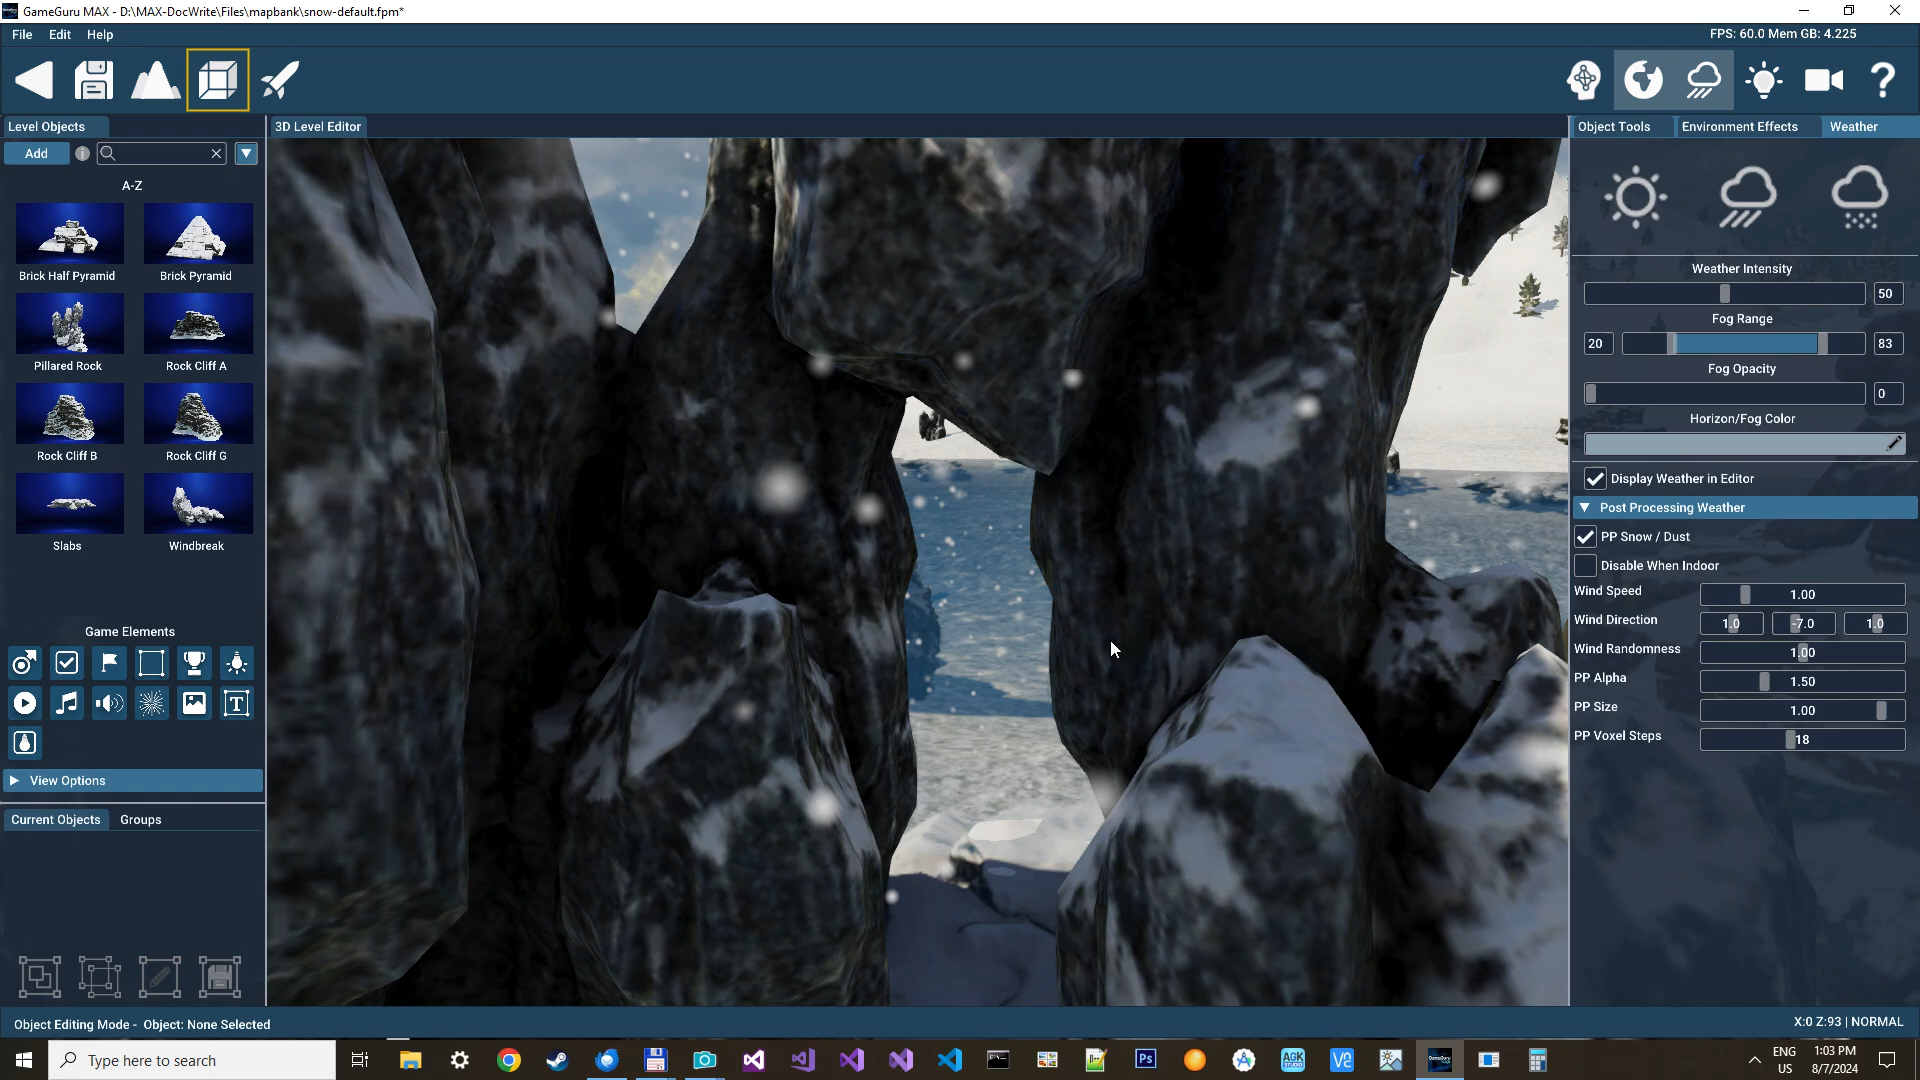 GameGuru MAX - D:\MAX-DocWrite\Files\mapbank\snow-default.fpm*
File Edit Help
FPS: 60.0 Mem GB: 4.225
Level Objects
3D Level Editor
Object Tools Environment Effects Weather
Add
A-Z
Brick Half Pyramid Brick Pyramid
Pillared Rock Rock Cliff A
Rock Cliff B Rock Cliff G
Slabs Windbreak
Game Elements
View Options
Current Objects Groups
Weather Intensity
50
Fog Range
20 83
Fog Opacity
0
Horizon/Fog Color
Display Weather in Editor
Post Processing Weather
PP Snow / Dust
Disable When Indoor
Wind Speed 1.00
Wind Direction 1.0 -7.0 1.0
Wind Randomness 1.00
PP Alpha 1.50
PP Size 1.00
PP Voxel Steps 18
Object Editing Mode - Object: None Selected
X:0 Z:93 | NORMAL
Type here to search
Ps
AGK
ENG
US
1:03 PM
8/7/2024